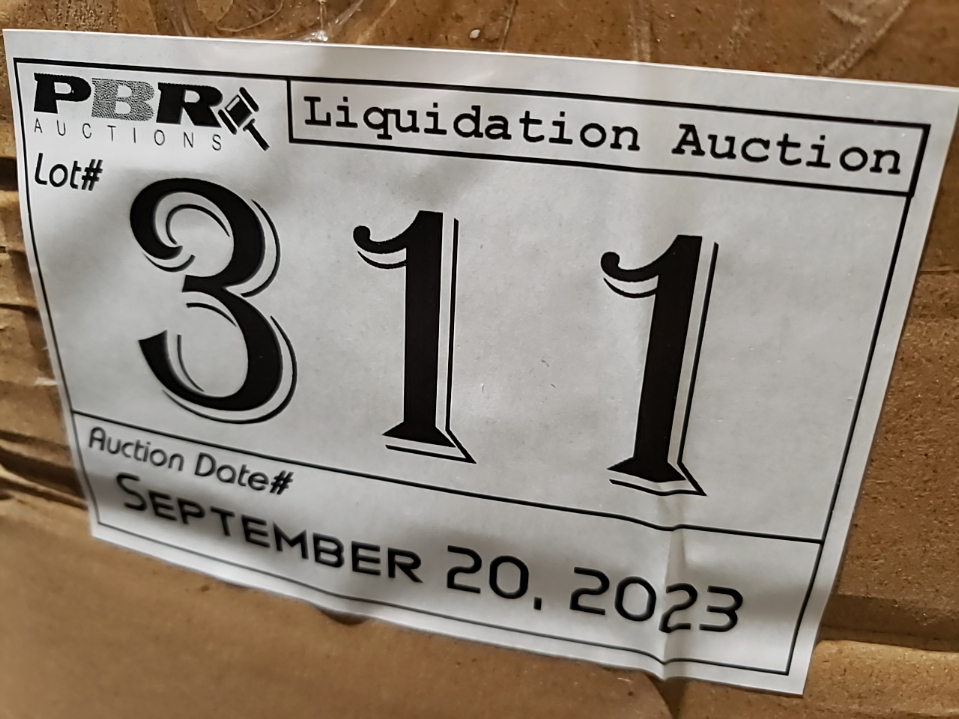 PBR
AUCTIONS
Liquidation Auction
Lot#
311
Auction Date#
SEPTEMBER 20, 2023